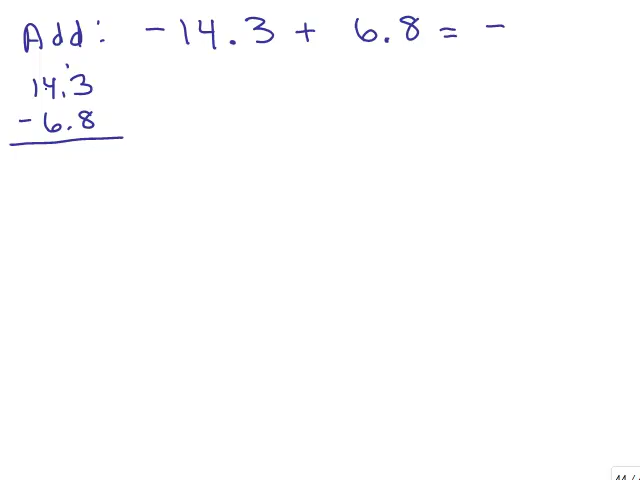 Add: -14.3 + 6.8 = -
14.3
- 6.8